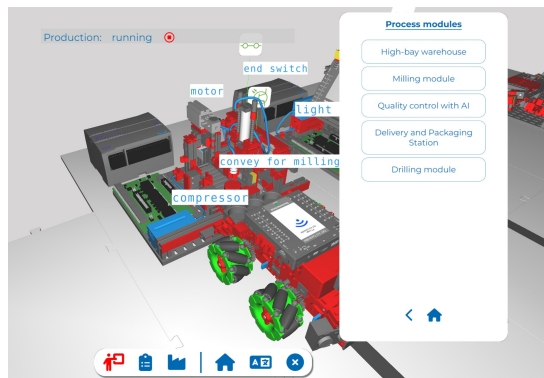 Production: running
end switch
motor
light
convey for milling
compressor
Process modules
High-bay warehouse
Milling module
Quality control with AI
Delivery and Packaging
Station
Drilling module